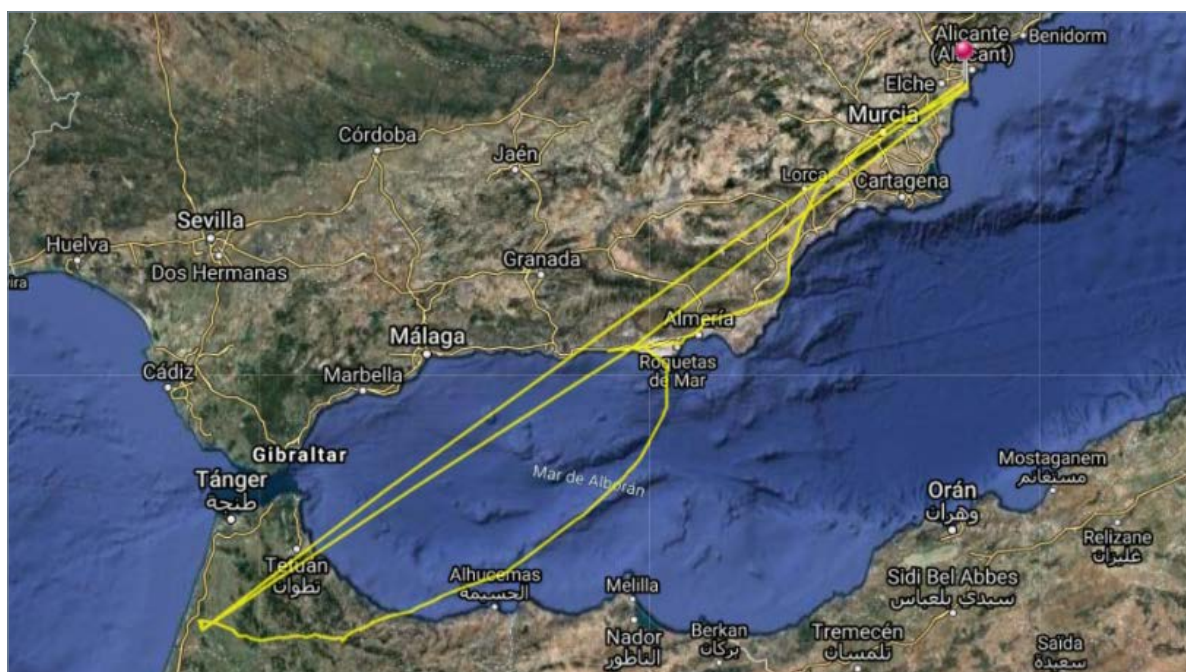 Alicante
(Alacant)
Benidorm
Elche
Murcia
Córdoba
Jaén
Lorca
Cartagena
Sevilla
Huelva
Dos Hermanas
Granada
Almería
Málaga
Roquetas
de Mar
Cádiz
Marbella
Gibraltar
Mar de Alborán
Mostaganem
مستغانم
Tánger
طنجة
Orán
وهران
Relizane
غليزان
Tetuán
تطوان
Alhucemas
الحسيمة
Melilla
Sidi Bel Abbes
سيدي بلعباس
Nador
الناظور
Berkan
بركان
Tremecén
تلمسان
Saïda
سعيدة